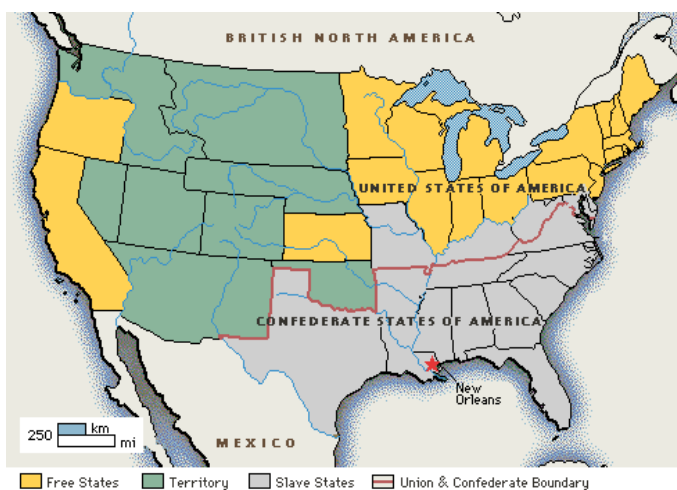 BRITISH NORTH AMERICA
UNITED STATES OF AMERICA
CONFEDERATE STATES OF AMERICA
New
Orleans
250 km
mi
MEXICO
Free States Territory Slave States Union & Confederate Boundary